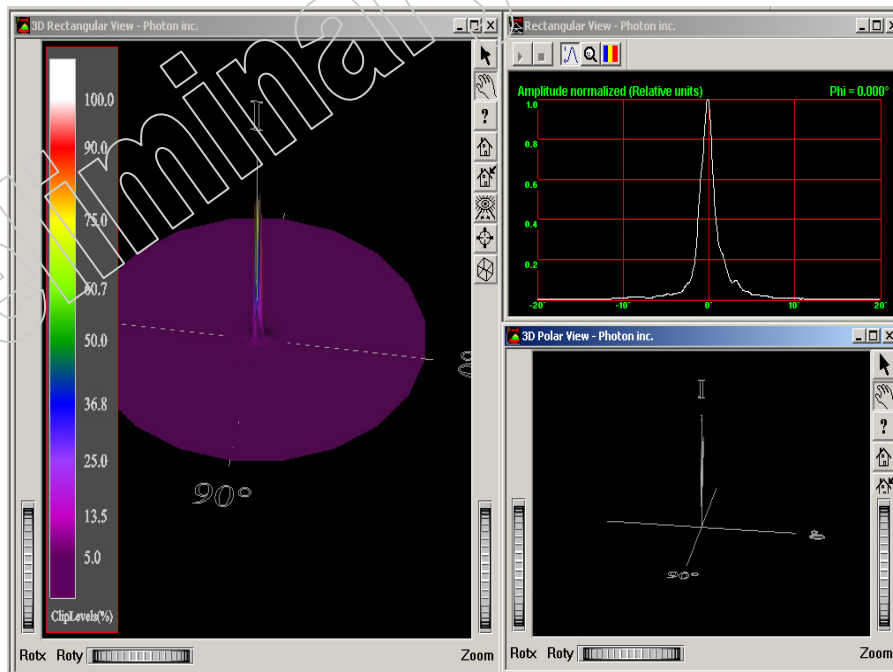 3D Rectangular View - Photon inc.
100.0
90.0
75.0
60.7
50.0
36.8
25.0
13.5
5.0
ClipLevels(%)
I
90°
Rotx Roty Zoom
Rectangular View - Photon inc.
Amplitude normalized (Relative units) Phi = 0.000°
1.0
0.8
0.6
0.4
0.2
-20° -10° 0° 10° 20°
3D Polar View - Photon inc.
I
90°
Rotx Roty Zoom